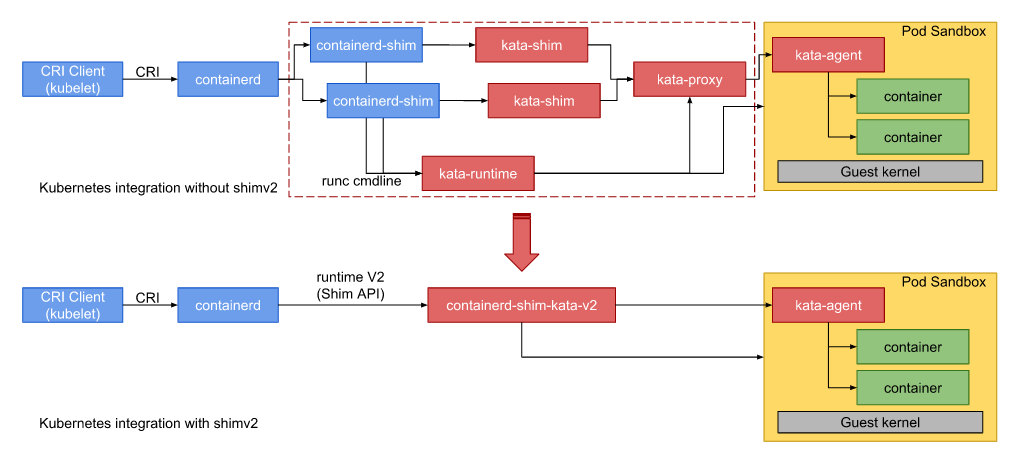 Pod Sandbox
containerd-shim
kata-shim
kata-agent
CRI Client
(kubelet)
CRI
containerd
kata-proxy
containerd-shim
kata-shim
container
container
kata-runtime
runc cmdline
Guest kernel
Kubernetes integration without shimv2
runtime V2
(Shim API)
Pod Sandbox
CRI Client
(kubelet)
CRI
containerd
containerd-shim-kata-v2
kata-agent
container
container
Kubernetes integration with shimv2
Guest kernel